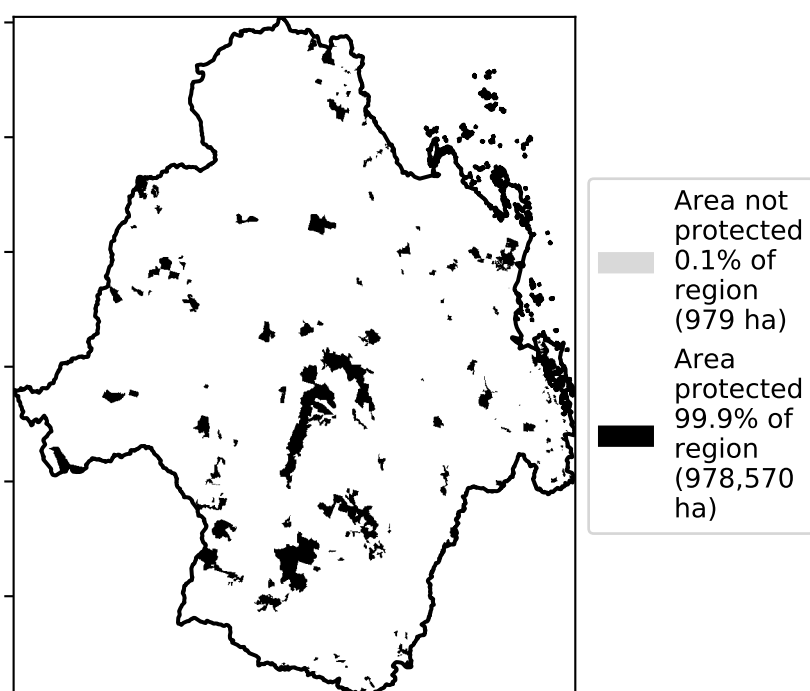 Area not
protected
0.1% of
region
(979 ha)
Area
protected
99.9% of
region
(978,570
ha)